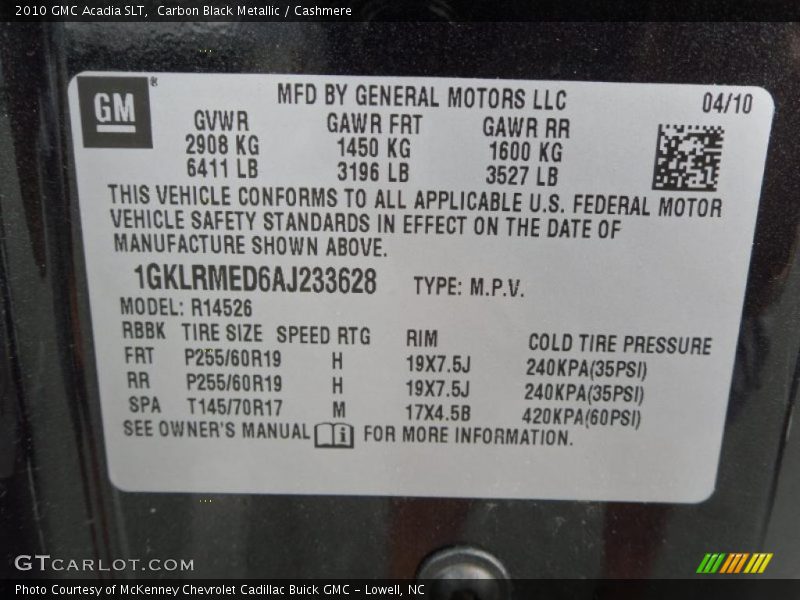 2010 GMC Acadia SLT, Carbon Black Metallic / Cashmere
GM
MFD BY GENERAL MOTORS LLC 04/10
GVWR GAWR FRT GAWR RR
2908 KG 1450 KG 1600 KG
6411 LB 3196 LB 3527 LB
THIS VEHICLE CONFORMS TO ALL APPLICABLE U.S. FEDERAL MOTOR
VEHICLE SAFETY STANDARDS IN EFFECT ON THE DATE OF
MANUFACTURE SHOWN ABOVE.
1GKLRMED6AJ233628 TYPE: M.P.V.
MODEL: R14526
RBBK TIRE SIZE SPEED RTG RIM COLD TIRE PRESSURE
FRT P255/60R19 H 19X7.5J 240KPA(35PSI)
RR P255/60R19 H 19X7.5J 240KPA(35PSI)
SPA T145/70R17 M 17X4.5B 420KPA(60PSI)
SEE OWNER'S MANUAL i FOR MORE INFORMATION.
GTCARLOT.COM
Photo Courtesy of McKenney Chevrolet Cadillac Buick GMC - Lowell, NC